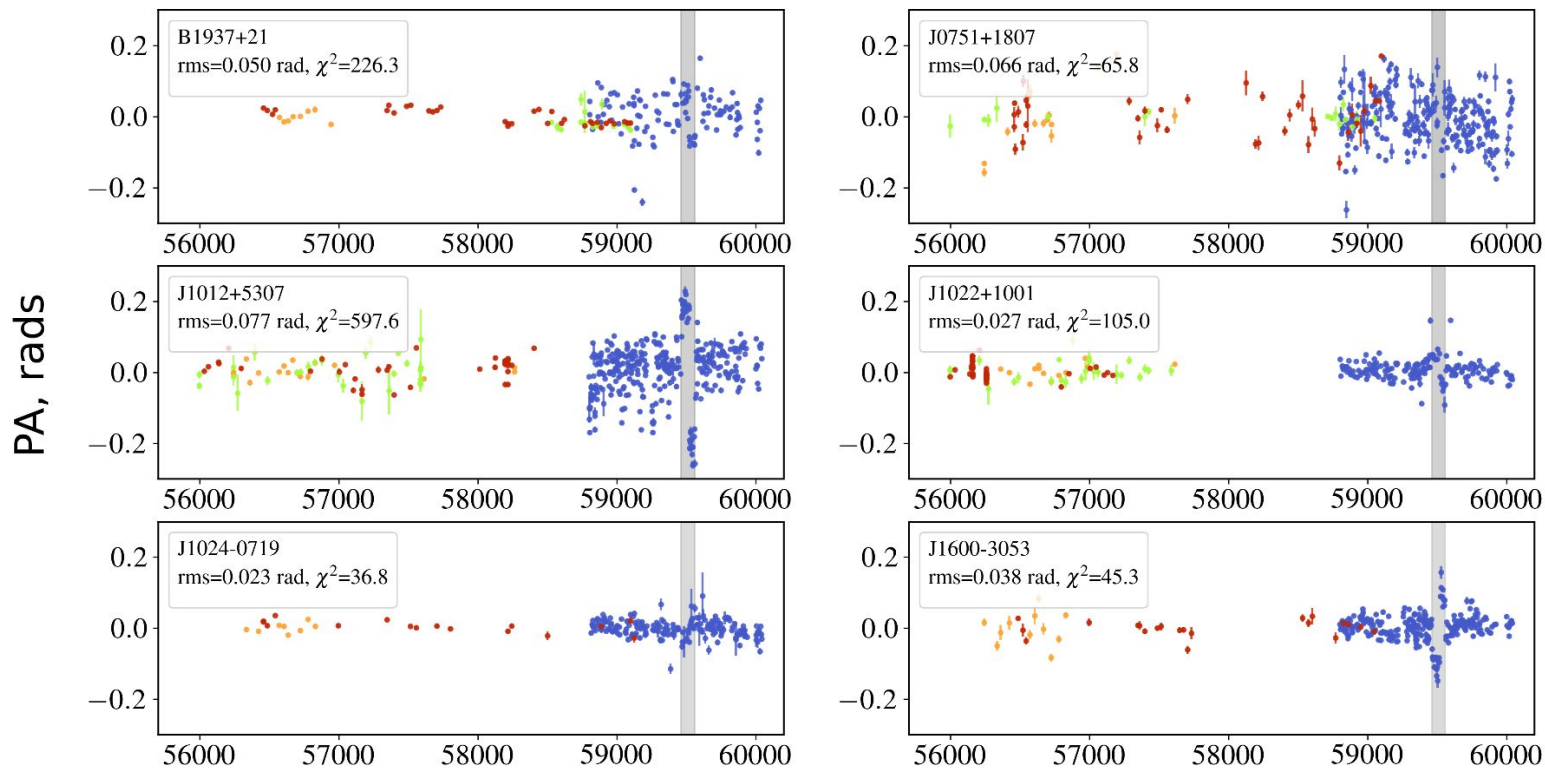 PA, rads
B1937+21
rms=0.050 rad, χ²=226.3
0.2
0.0
−0.2
56000 57000 58000 59000 60000
J0751+1807
rms=0.066 rad, χ²=65.8
0.2
0.0
−0.2
56000 57000 58000 59000 60000
J1012+5307
rms=0.077 rad, χ²=597.6
0.2
0.0
−0.2
56000 57000 58000 59000 60000
J1022+1001
rms=0.027 rad, χ²=105.0
0.2
0.0
−0.2
56000 57000 58000 59000 60000
J1024-0719
rms=0.023 rad, χ²=36.8
0.2
0.0
−0.2
56000 57000 58000 59000 60000
J1600-3053
rms=0.038 rad, χ²=45.3
0.2
0.0
−0.2
56000 57000 58000 59000 60000